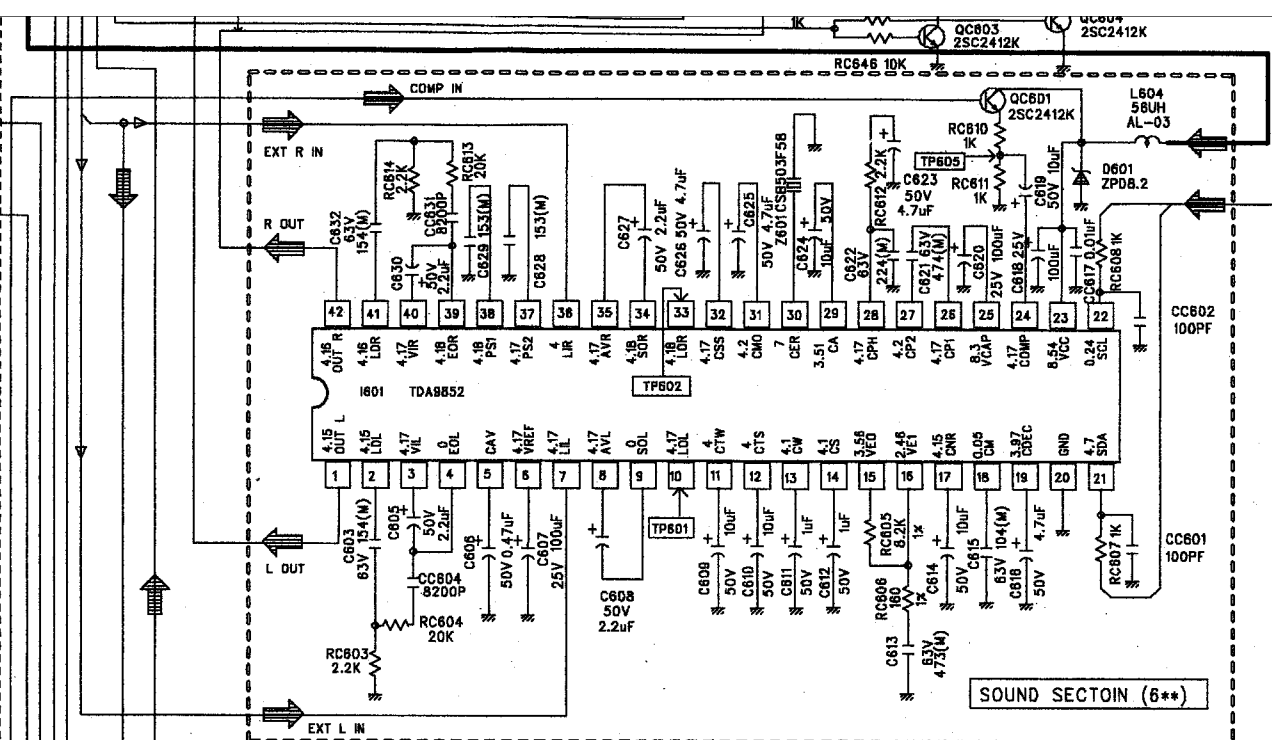 1K
QC603
2SC2412K
QC604
2SC2412K
RC646 10K
COMP IN
QC601
2SC2412K
L604
56UH
AL-03
EXT R IN
RC610
1K
TP605
RC611
1K
C619
50V 10uF
D601
ZPD8.2
R OUT
C632
63V
154(M)
RC614
2.2K
RC613
20K
CC631
8200P
C630
50V
2.2uF
C629 153(M)
C628
153(M)
C627
50V 2.2uF
C626 50V 4.7uF
C625
50V 4.7uF
Z601 CSB503F58
C624
10uF 50V
RC612 2.2K
C623
50V
4.7uF
C622
63V
224(M)
C621 63V
474(M)
C620
25V 100uF
C618 25V
100uF
CC617 0.01uF
RC608 1K
CC602
100PF
42 41 40 39 38 37 36 35 34 33 32 31 30 29 28 27 26 25 24 23 22
4.16
OUT R
4.16
LDR
4.17
VIR
4.18
EOR
4.18
PS1
4.17
PS2
4
LIR
4.17
AVR
4.18
SOR
4.18
LOR
4.17
CSS
4.2
CMO
7
CER
3.51
CA
4.17
CPH
4.2
CP2
4.17
CP1
8.3
VCAP
4.17
COMP
8.54
VCC
0.24
SCL
I601 TDA9852
TP602
4.15
OUT L
4.15
LDL
4.17
VIL
0
EOL
CAV
4.17
VREF
4.17
LIL
4.17
AVL
0
SOL
4.17
LOL
4
CTW
4
CTS
4.1
CW
4.1
CS
3.56
VEO
2.46
VE1
4.15
CNR
0.05
CM
3.97
CDEC
GND
4.7
SDA
1 2 3 4 5 6 7 8 9 10 11 12 13 14 15 16 17 18 19 20 21
L OUT
C603
63V 154(M)
C605
50V
2.2uF
CC604
8200P
RC604
20K
RC603
2.2K
C606
50V 0.47uF
C607
25V 100uF
C608
50V
2.2uF
TP601
C609
50V
10uF
C610
50V
10uF
C611
50V
1uF
C612
50V
1uF
RC605
8.2K
1%
RC606
160
1%
C613
63V
473(M)
C614
50V
10uF
C615
63V 104(M)
C616
50V
4.7uF
RC607 1K
CC601
100PF
EXT L IN
SOUND SECTOIN (6**)